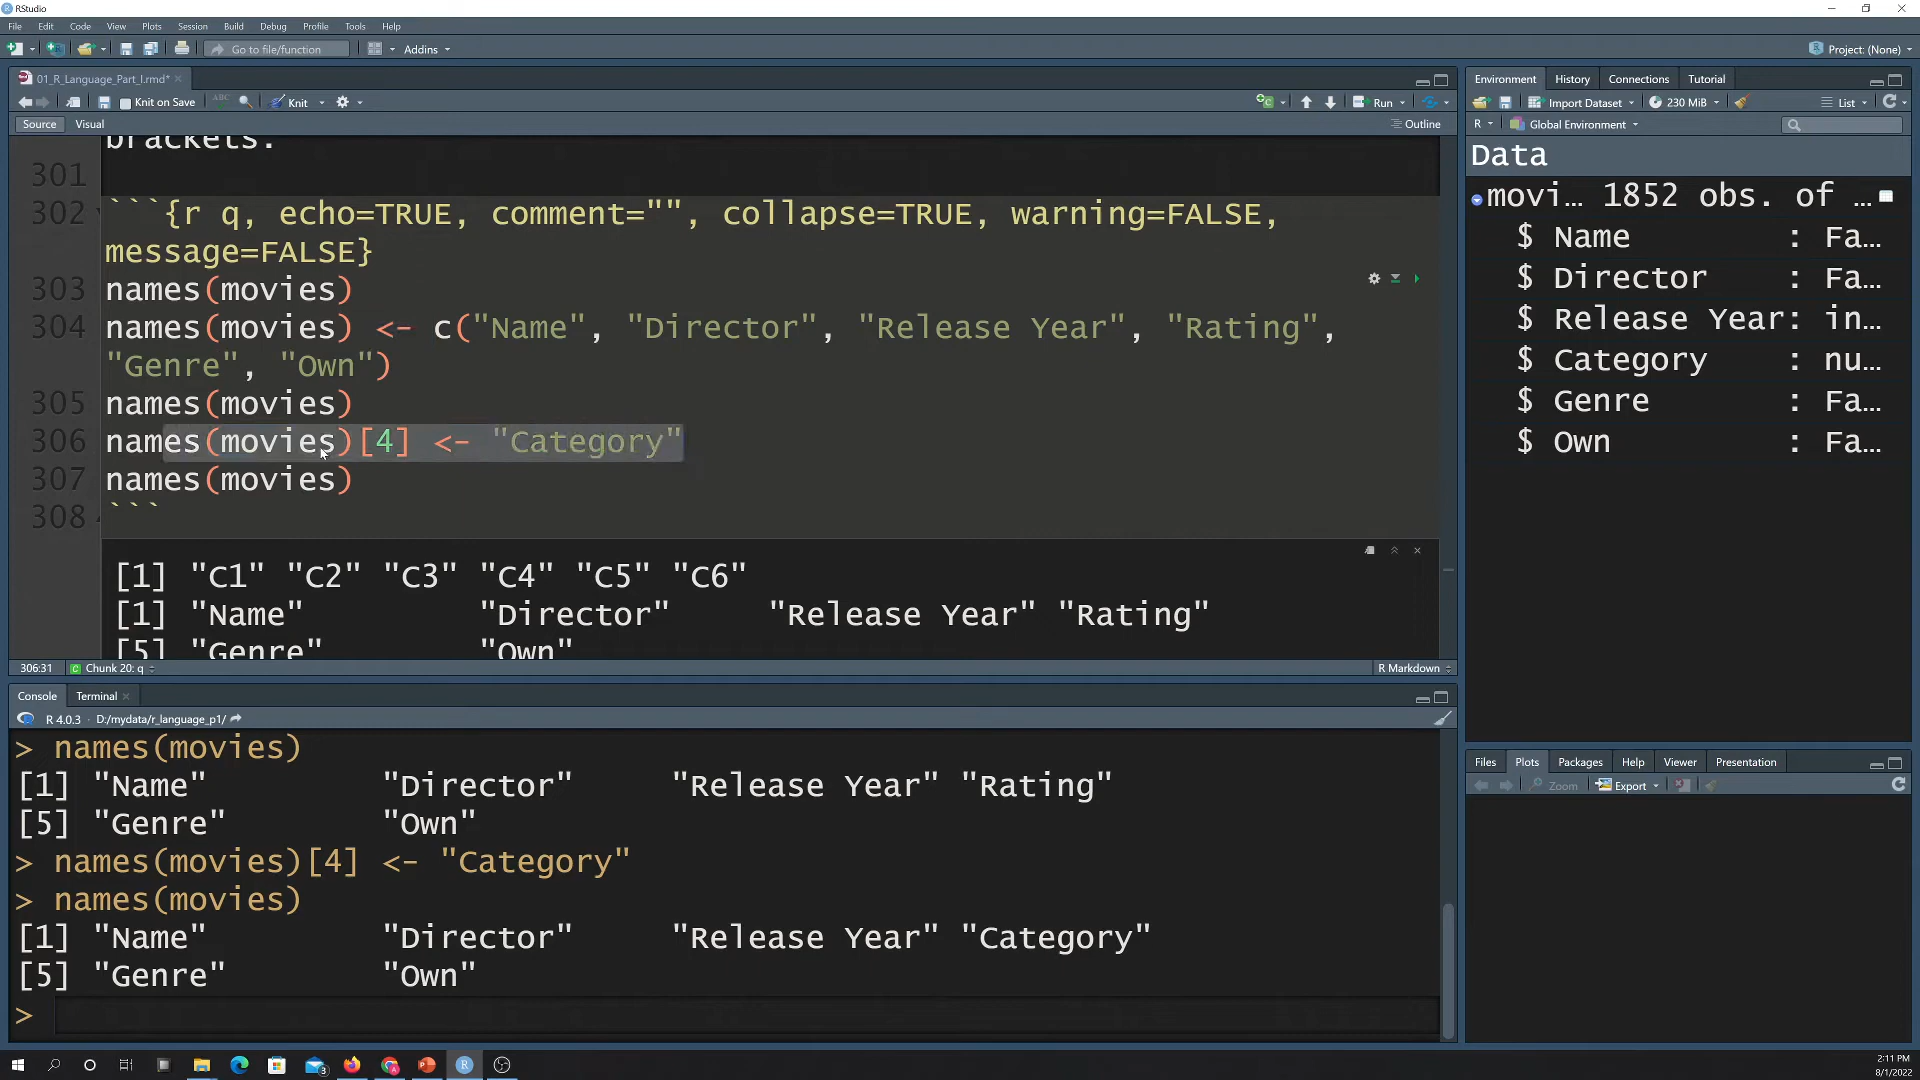 RStudio
File Edit Code View Plots Session Build Debug Profile Tools Help
Go to file/function Addins Project: (None)
01_R_Language_Part_I.rmd*
Knit on Save Knit Run
Source Visual Outline
brackets.
301
302 ```{r q, echo=TRUE, comment="", collapse=TRUE, warning=FALSE,
message=FALSE}
303 names(movies)
304 names(movies) <- c("Name", "Director", "Release Year", "Rating",
"Genre", "Own")
305 names(movies)
306 names(movies)[4] <- "Category"
307 names(movies)
308 ```
[1] "C1" "C2" "C3" "C4" "C5" "C6"
[1] "Name" "Director" "Release Year" "Rating"
[5] "Genre" "Own"
306:31 Chunk 20: q R Markdown
Console Terminal
R 4.0.3 · D:/mydata/r_language_p1/
> names(movies)
[1] "Name" "Director" "Release Year" "Rating"
[5] "Genre" "Own"
> names(movies)[4] <- "Category"
> names(movies)
[1] "Name" "Director" "Release Year" "Category"
[5] "Genre" "Own"
>
Environment History Connections Tutorial
Import Dataset 230 MiB List
R Global Environment
Data
movi… 1852 obs. of …
$ Name : Fa…
$ Director : Fa…
$ Release Year: in…
$ Category : nu…
$ Genre : Fa…
$ Own : Fa…
Files Plots Packages Help Viewer Presentation
Zoom Export
2:11 PM
8/1/2022